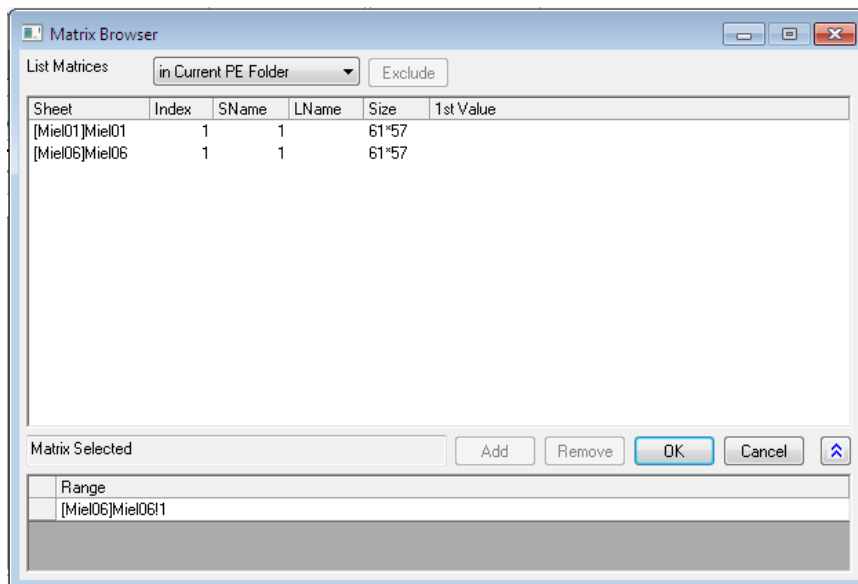 Matrix Browser
List Matrices in Current PE Folder Exclude
Sheet Index SName LName Size 1st Value
[Miel01]Miel01 1 1 61*57
[Miel06]Miel06 1 1 61*57
Matrix Selected Add Remove OK Cancel
Range
[Miel06]Miel06!1